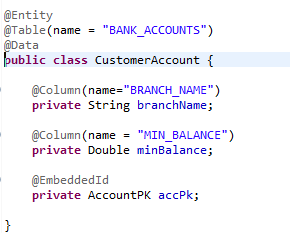 @Entity
@Table(name = "BANK_ACCOUNTS")
@Data
public class CustomerAccount {
@Column(name="BRANCH_NAME")
private String branchName;
@Column(name = "MIN_BALANCE")
private Double minBalance;
@EmbeddedId
private AccountPK accPk;
}